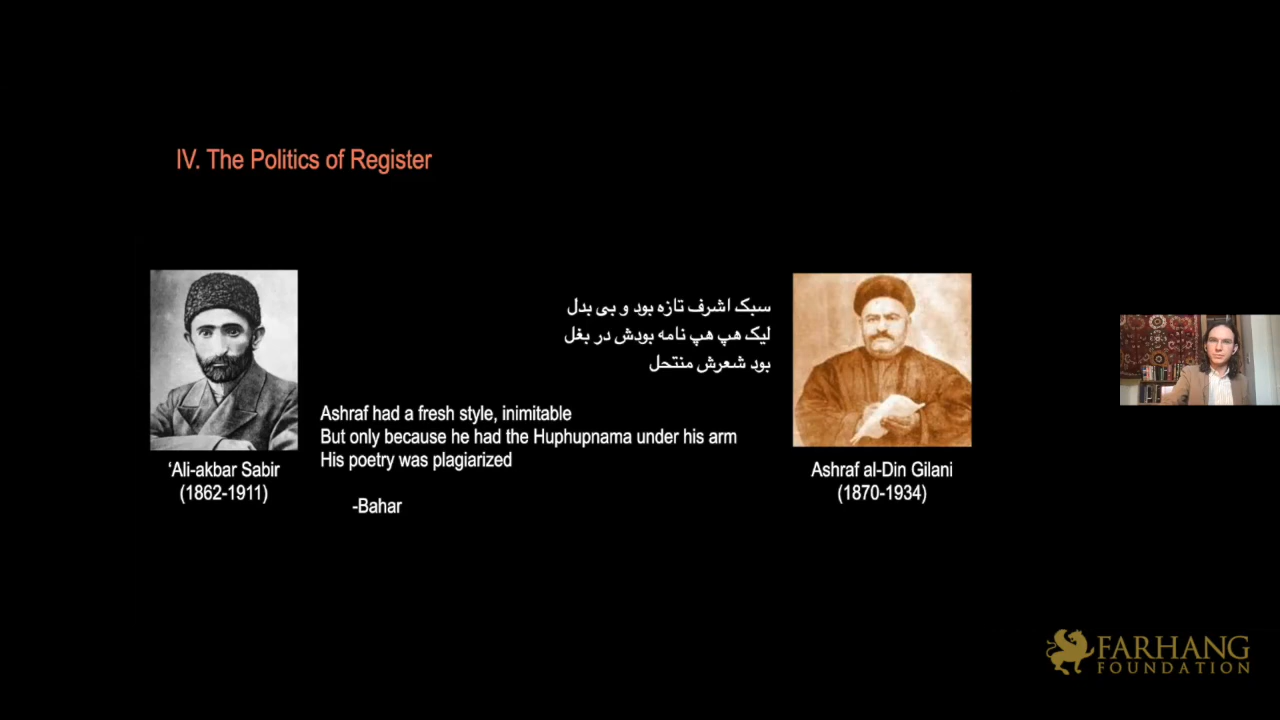 IV. The Politics of Register
سبک اشرف تازه بود و بی بدل
لیک هپ هپ نامه بودش در بغل
بود شعرش منتحل
Ashraf had a fresh style, inimitable
But only because he had the Huphupnama under his arm
His poetry was plagiarized
-Bahar
‘Ali-akbar Sabir
(1862-1911)
Ashraf al-Din Gilani
(1870-1934)
FARHANG
FOUNDATION